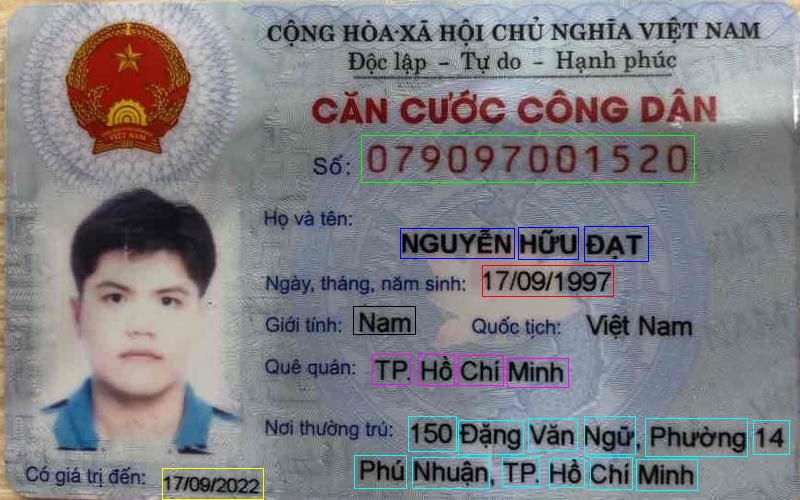 CỘNG HÒA XÃ HỘI CHỦ NGHĨA VIỆT NAM
Độc lập - Tự do - Hạnh phúc
CĂN CƯỚC CÔNG DÂN
Số: 079097001520
Họ và tên:
NGUYỄN HỮU ĐẠT
Ngày, tháng, năm sinh: 17/09/1997
Giới tính: Nam Quốc tịch: Việt Nam
Quê quán: TP. Hồ Chí Minh
Nơi thường trú: 150 Đặng Văn Ngữ, Phường 14
Phú Nhuận, TP. Hồ Chí Minh
Có giá trị đến: 17/09/2022
VIỆT NAM